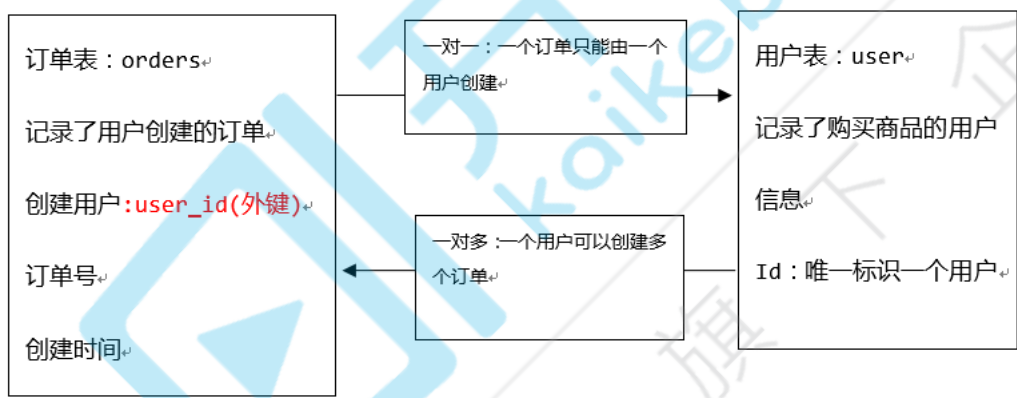 订单表：orders
记录了用户创建的订单
创建用户:user_id(外键)
订单号
创建时间
一对一：一个订单只能由一个
用户创建
一对多：一个用户可以创建多
个订单
用户表：user
记录了购买商品的用户
信息
Id：唯一标识一个用户
kaikeb
旗下企